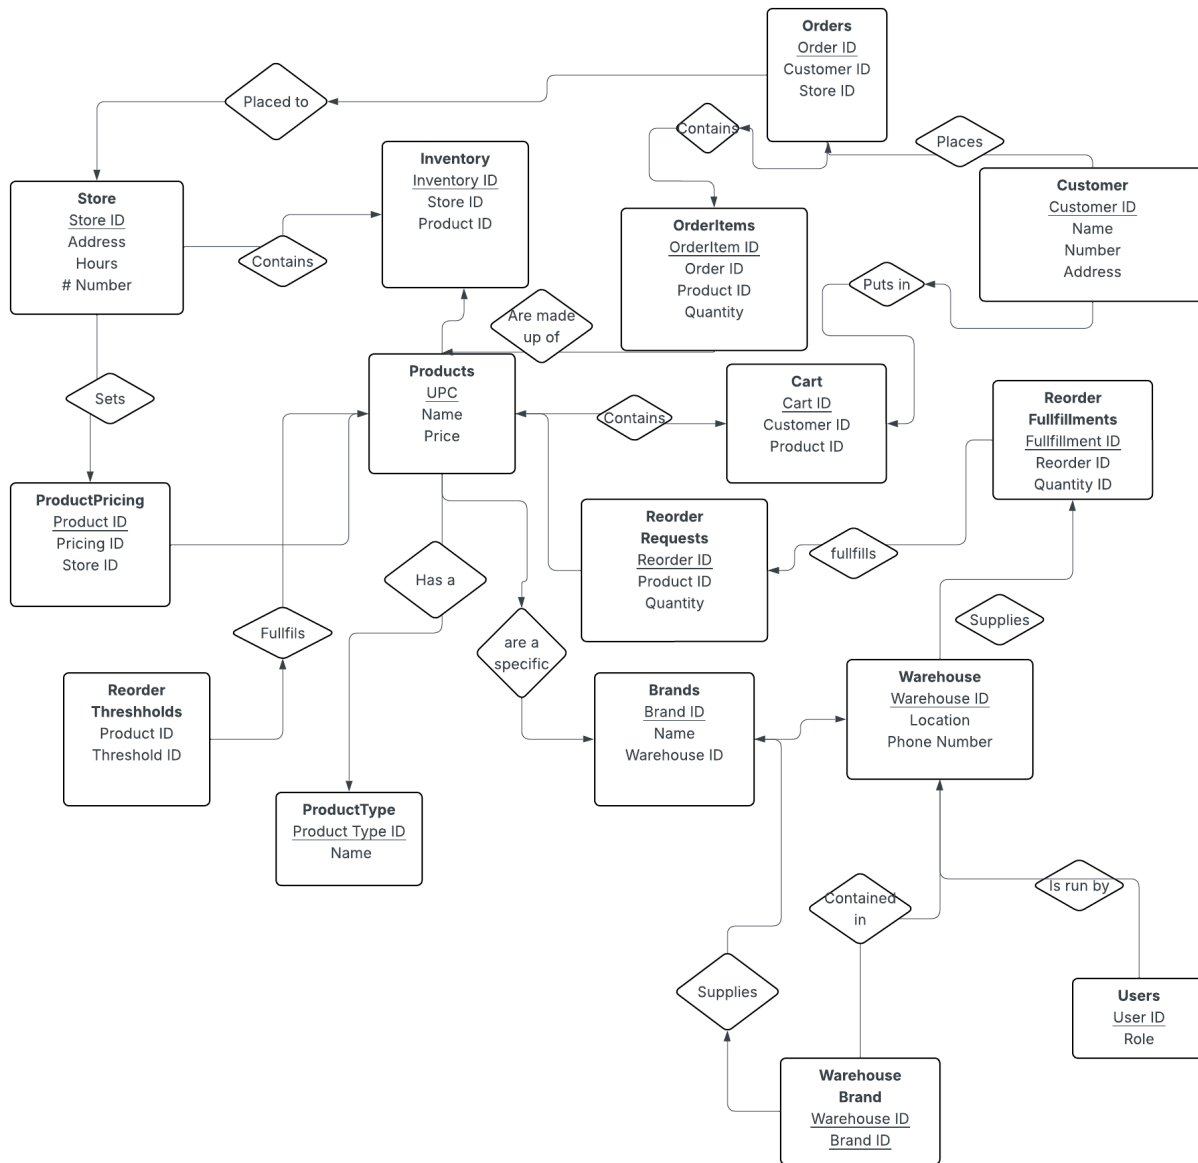 Orders
Order ID
Customer ID
Store ID
Placed to
Contains
Places
Inventory
Inventory ID
Store ID
Product ID
Store
Store ID
Address
Hours
# Number
Contains
OrderItems
OrderItem ID
Order ID
Product ID
Quantity
Customer
Customer ID
Name
Number
Address
Puts in
Are made
up of
Products
UPC
Name
Price
Sets
Contains
Cart
Cart ID
Customer ID
Product ID
Reorder
Fullfillments
Fullfillment ID
Reorder ID
Quantity ID
ProductPricing
Product ID
Pricing ID
Store ID
Reorder
Requests
Reorder ID
Product ID
Quantity
fullfills
Has a
Fullfils
are a
specific
Supplies
Reorder
Threshholds
Product ID
Threshold ID
Brands
Brand ID
Name
Warehouse ID
Warehouse
Warehouse ID
Location
Phone Number
ProductType
Product Type ID
Name
Contained
in
Is run by
Supplies
Users
User ID
Role
Warehouse
Brand
Warehouse ID
Brand ID